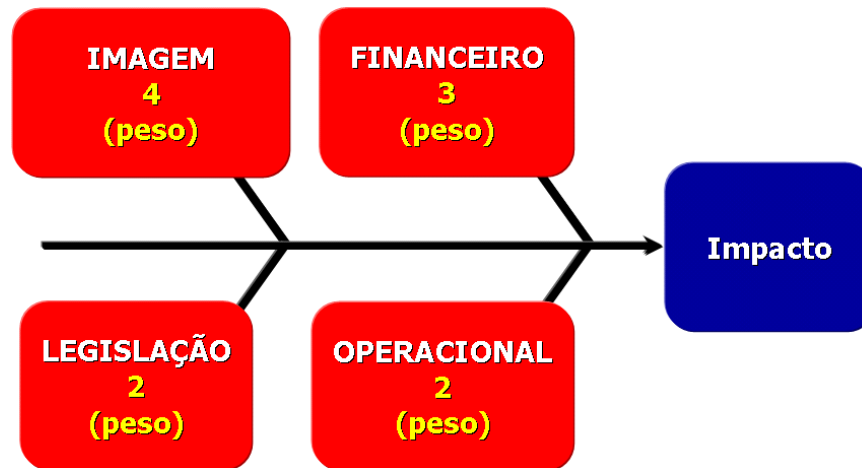 IMAGEM
4
(peso)
FINANCEIRO
3
(peso)
Impacto
LEGISLAÇÃO
2
(peso)
OPERACIONAL
2
(peso)